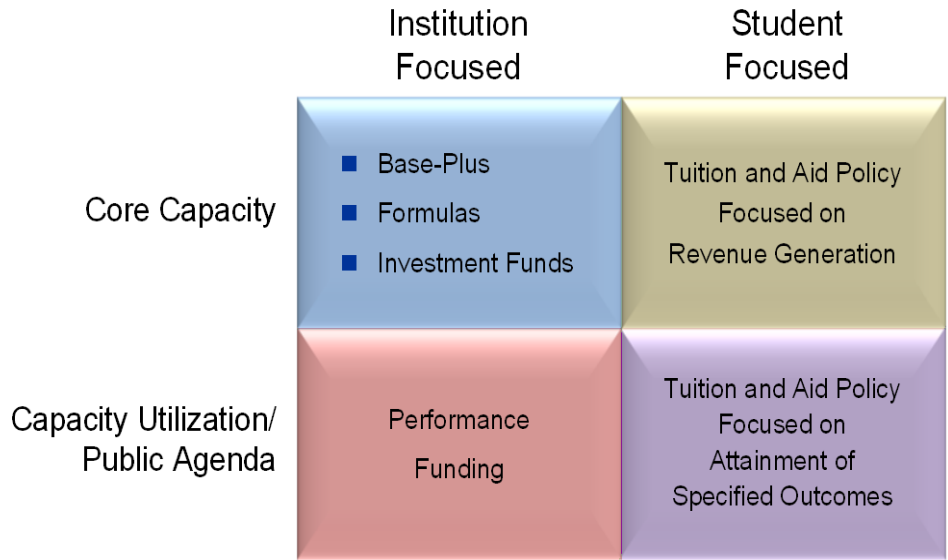 Institution
Focused
Student
Focused
Core Capacity
Base-Plus
Formulas
Investment Funds
Tuition and Aid Policy
Focused on
Revenue Generation
Capacity Utilization/
Public Agenda
Performance
Funding
Tuition and Aid Policy
Focused on
Attainment of
Specified Outcomes